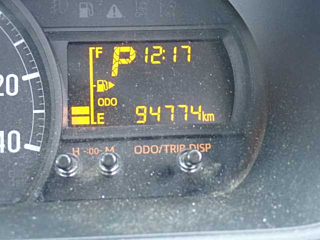 F P 12:17
20
ODO
E 94774km
40
H -00- M ODO/TRIP DISP